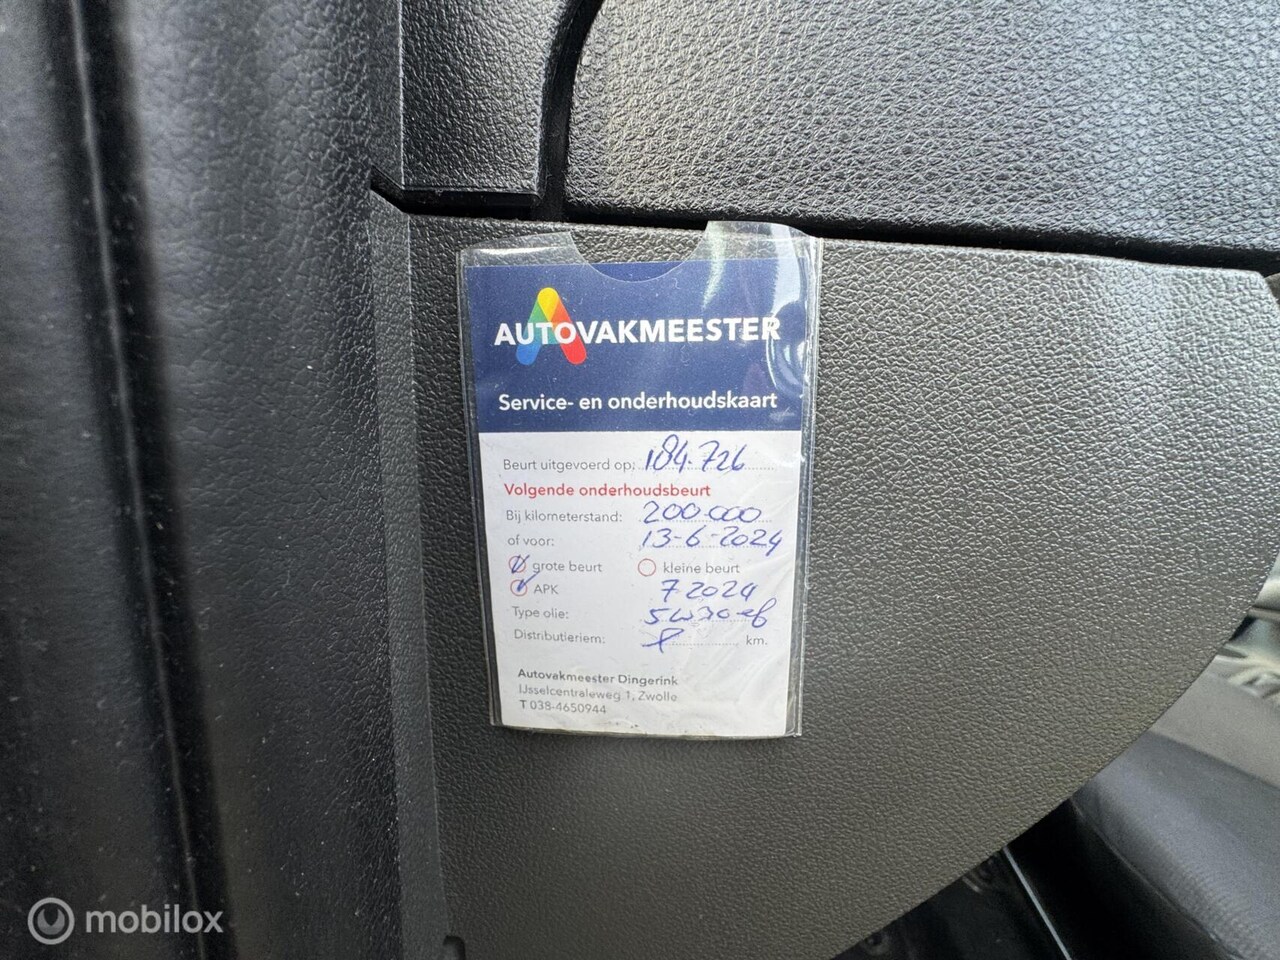 AUTOVAKMEESTER
Service- en onderhoudskaart
Beurt uitgevoerd op: 184.726
Volgende onderhoudsbeurt
Bij kilometerstand: 200.000
of voor: 13-6-2024
grote beurt kleine beurt
APK 7 2024
Type olie: 5w30
Distributieriem: km.
Autovakmeester Dingerink
IJsselcentraleweg 1, Zwolle
T 038-4650944
mobilox